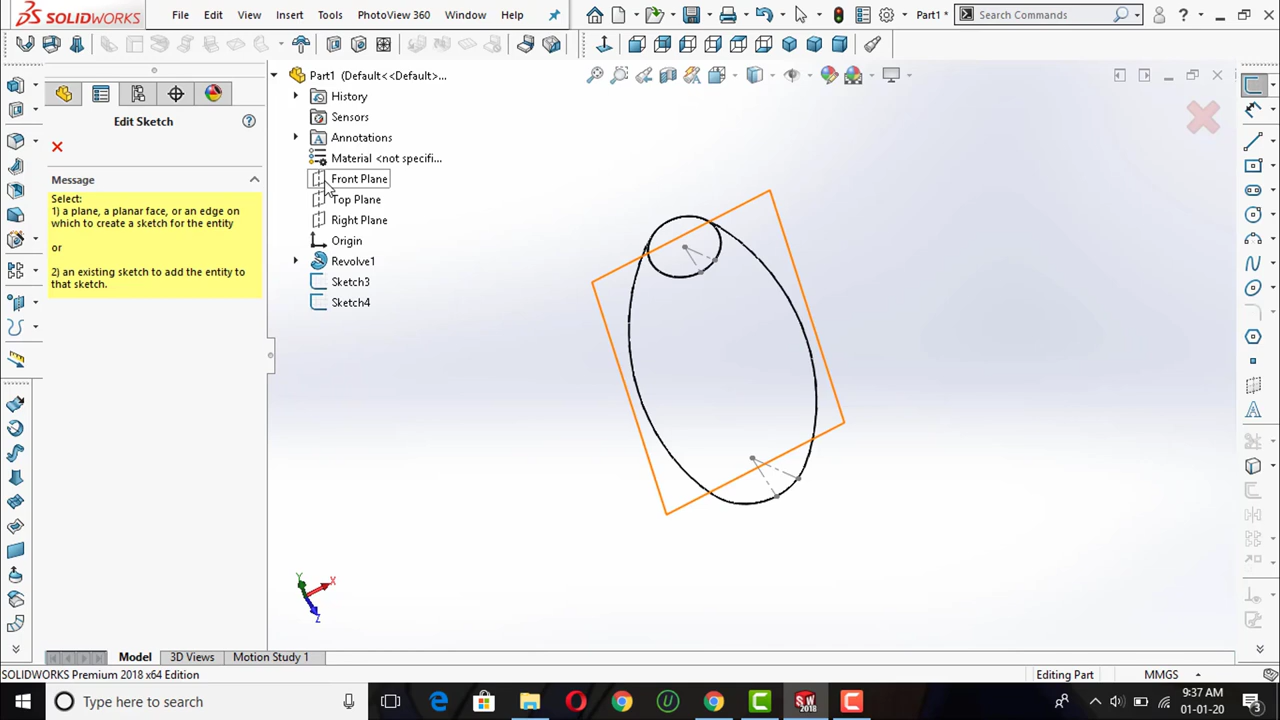 SOLIDWORKS
File
Edit
View
Insert
Tools
PhotoView 360
Window
Help
Part1 *
Search Commands
?
Edit Sketch
?
Message
Select:
1) a plane, a planar face, or an edge on
which to create a sketch for the entity
or
2) an existing sketch to add the entity to
that sketch.
Part1 (Default<<Default>...
History
Sensors
Annotations
Material <not specifi...
Front Plane
Top Plane
Right Plane
Origin
Revolve1
Sketch3
Sketch4
Y
X
Z
Model
3D Views
Motion Study 1
SOLIDWORKS Premium 2018 x64 Edition
Editing Part
MMGS
Type here to search
SW
2018
9:37 AM
01-01-20
3